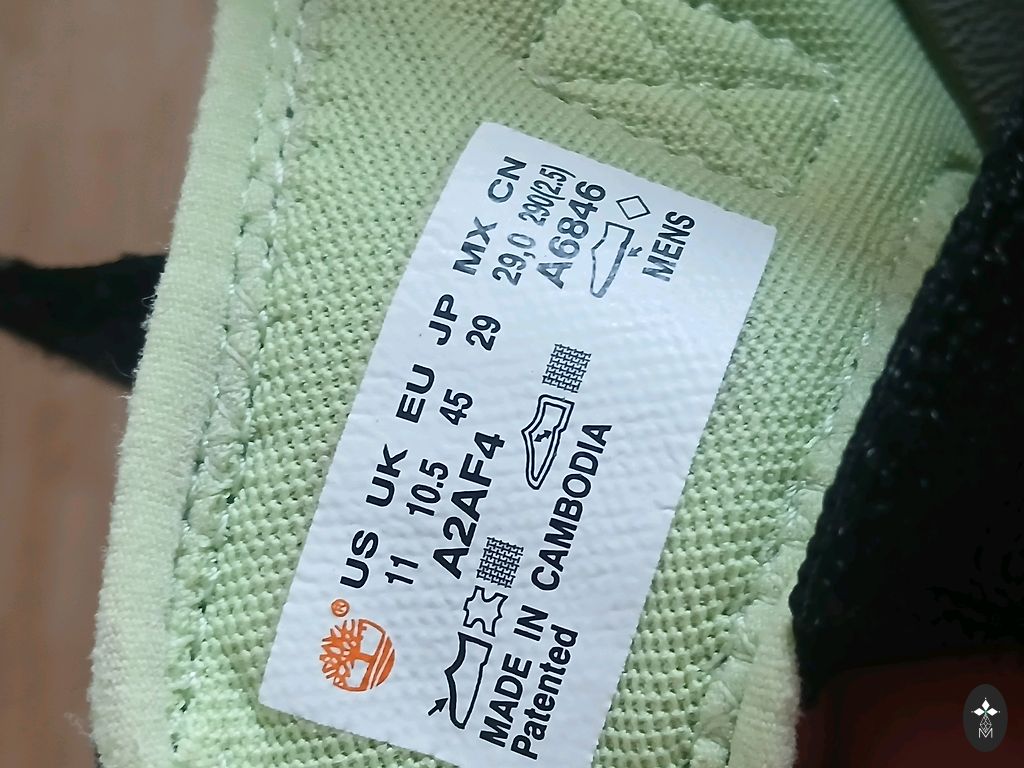 ® US UK EU JP MX CN
11 10.5 45 29 29,0 290(2.5)
A2AF4 A6846
MENS
MADE IN CAMBODIA
Patented
M